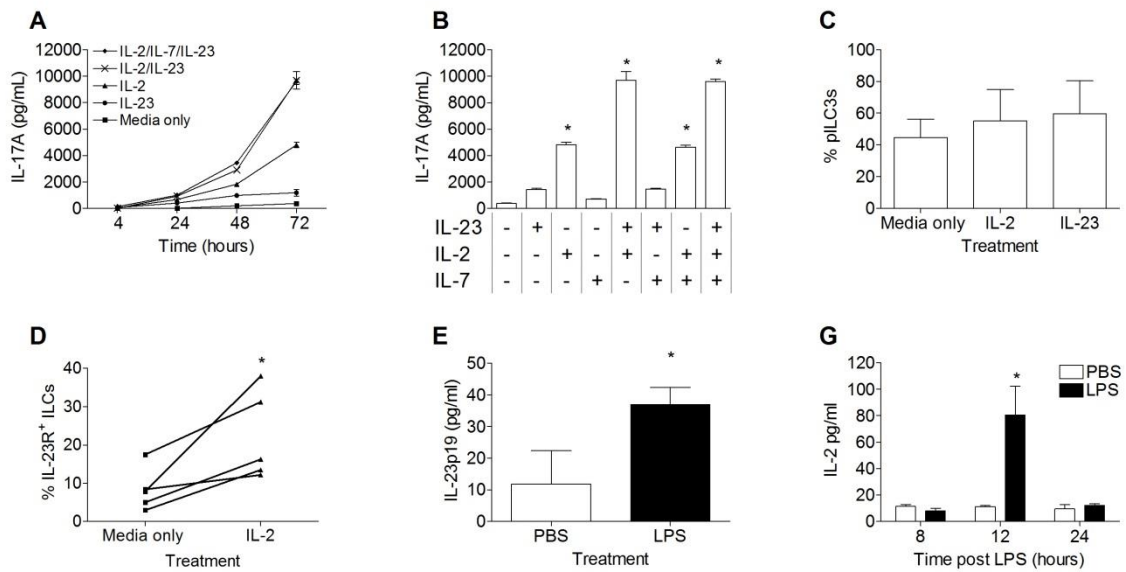 A
IL-17A (pg/mL)
12000
10000
8000
6000
4000
2000
0
4 24 48 72
Time (hours)
IL-2/IL-7/IL-23
IL-2/IL-23
IL-2
IL-23
Media only
B
IL-17A (pg/mL)
12000
10000
8000
6000
4000
2000
0
* * * *
IL-23 - + - - + + - +
IL-2 - - + - + - + +
IL-7 - - - + - + + +
C
% pILC3s
100
80
60
40
20
0
Media only IL-2 IL-23
Treatment
D
% IL-23R+ ILCs
40
30
20
10
0
*
Media only IL-2
Treatment
E
IL-23p19 (pg/ml)
50
40
30
20
10
0
*
PBS LPS
Treatment
G
IL-2 pg/ml
120
100
80
60
40
20
0
*
PBS
LPS
8 12 24
Time post LPS (hours)